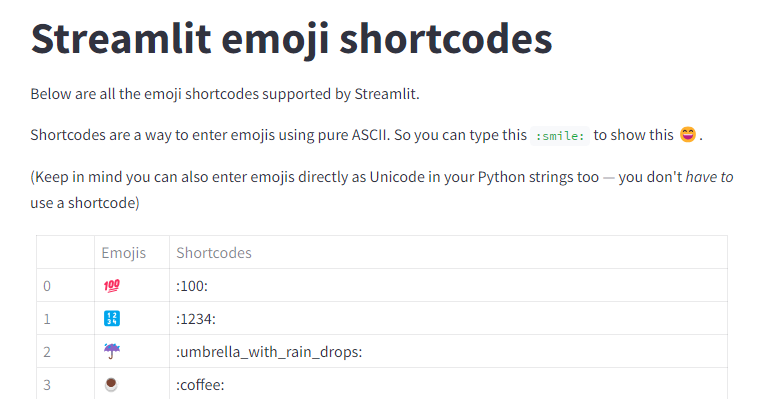 Streamlit emoji shortcodes
Below are all the emoji shortcodes supported by Streamlit.
Shortcodes are a way to enter emojis using pure ASCII. So you can type this :smile: to show this 😄.
(Keep in mind you can also enter emojis directly as Unicode in your Python strings too — you don't have to
use a shortcode)
Emojis Shortcodes
0 💯 :100:
1 🔢 :1234:
2 ☔ :umbrella_with_rain_drops:
3 ☕ :coffee: